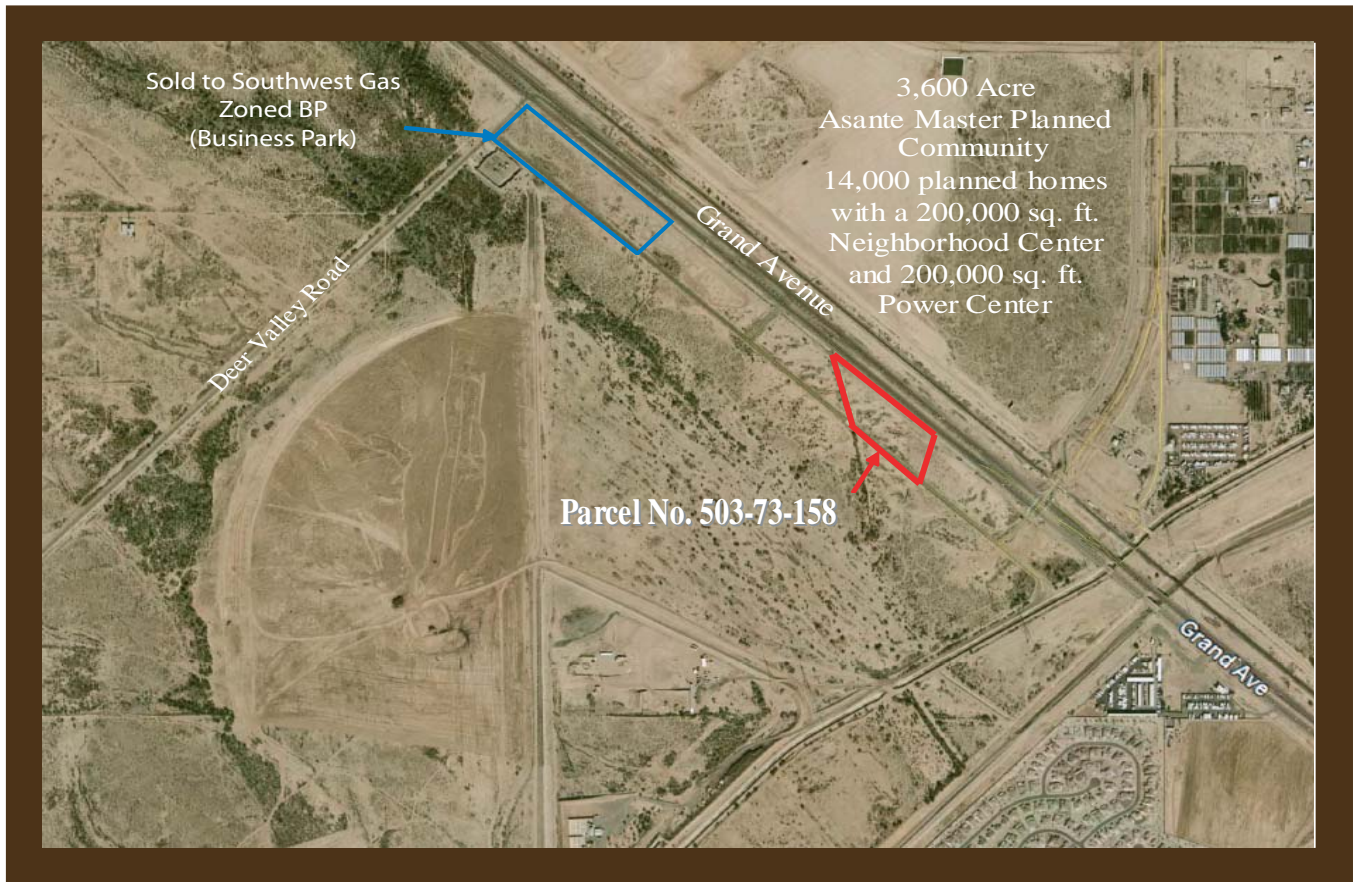 Sold to Southwest Gas
Zoned BP
(Business Park)
3,600 Acre
Asante Master Planned
Community
14,000 planned homes
with a 200,000 sq. ft.
Neighborhood Center
and 200,000 sq. ft.
Power Center
Grand Avenue
Deer Valley Road
Parcel No. 503-73-158
Grand Ave